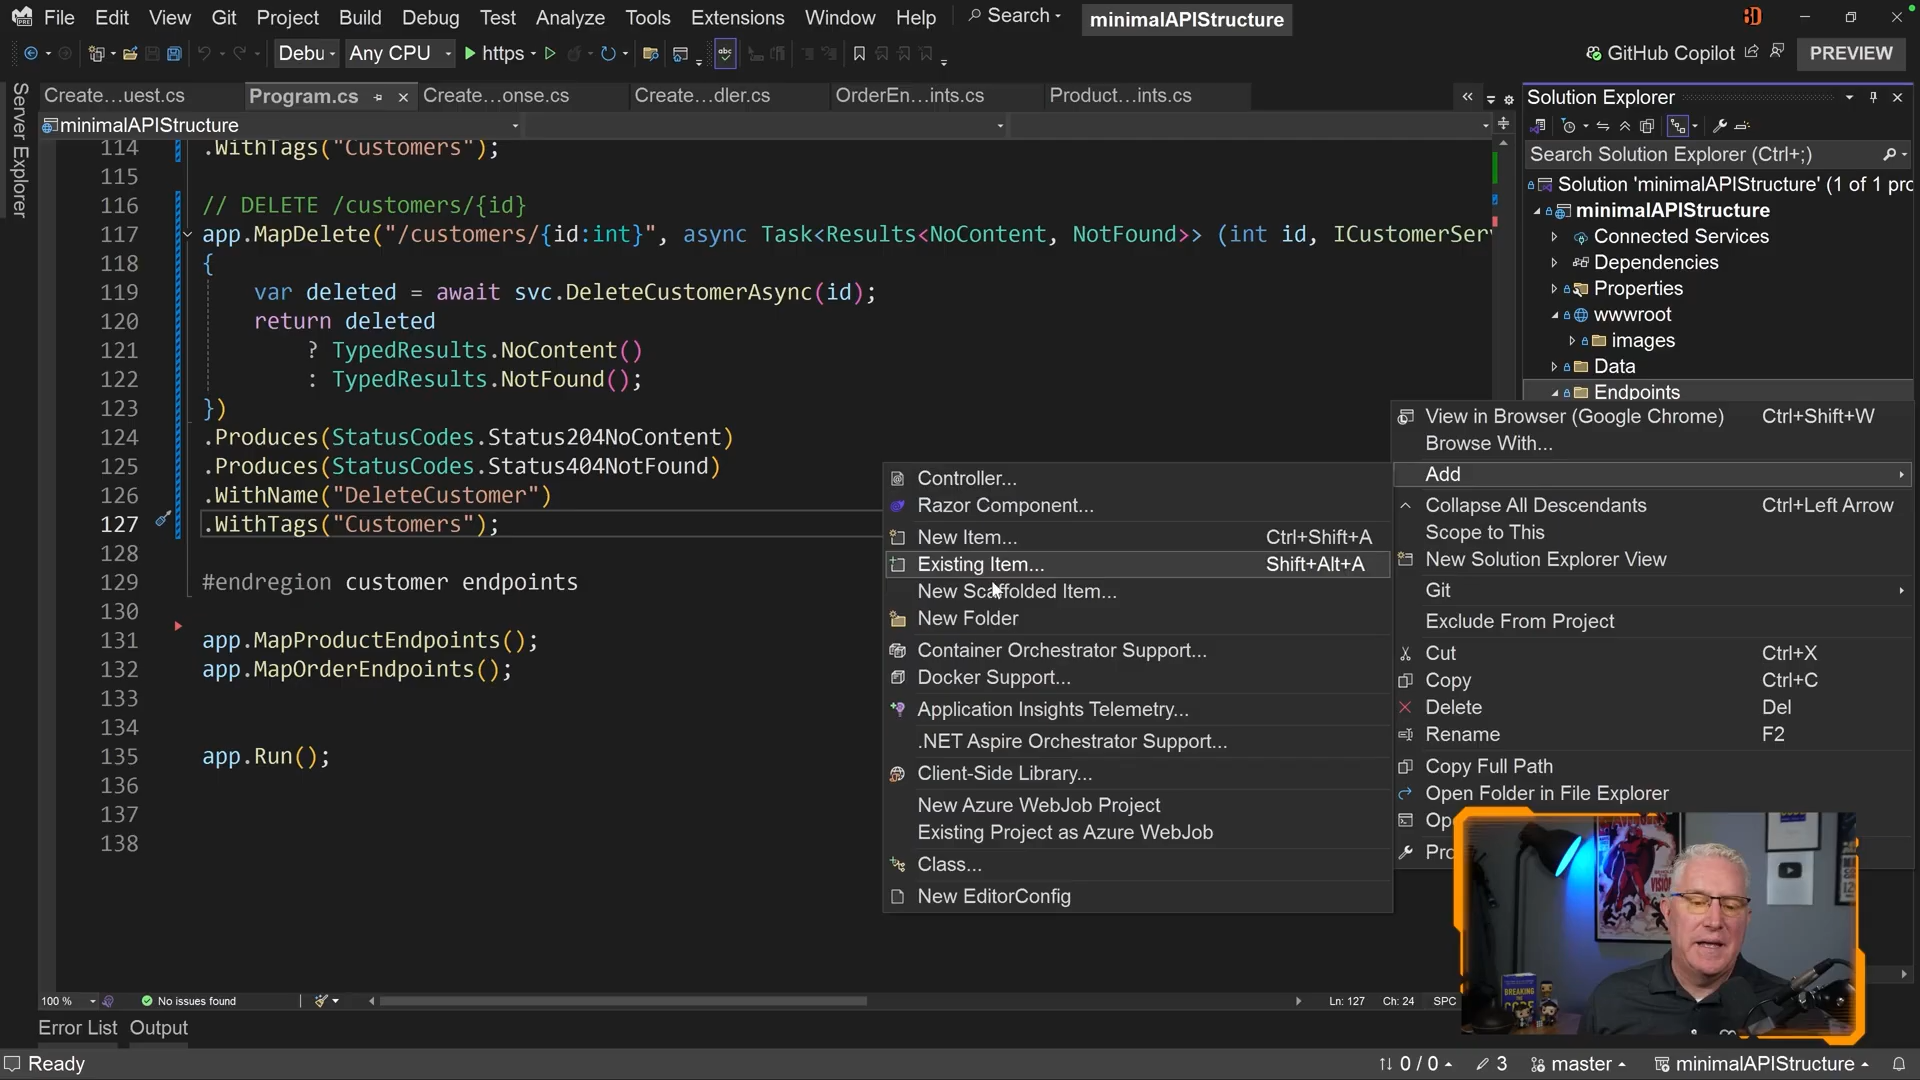 File Edit View Git Project Build Debug Test Analyze Tools Extensions Window Help Search minimalAPIStructure
Debu Any CPU https GitHub Copilot PREVIEW
Server Explorer
Create...uest.cs Program.cs Create...onse.cs Create...dler.cs OrderEn...ints.cs Product...ints.cs
minimalAPIStructure
114 .WithTags("Customers");
115
116 // DELETE /customers/{id}
117 app.MapDelete("/customers/{id:int}", async Task<Results<NoContent, NotFound>> (int id, ICustomerSer
118 {
119 var deleted = await svc.DeleteCustomerAsync(id);
120 return deleted
121 ? TypedResults.NoContent()
122 : TypedResults.NotFound();
123 })
124 .Produces(StatusCodes.Status204NoContent)
125 .Produces(StatusCodes.Status404NotFound)
126 .WithName("DeleteCustomer")
127 .WithTags("Customers");
128
129 #endregion customer endpoints
130
131 app.MapProductEndpoints();
132 app.MapOrderEndpoints();
133
134
135 app.Run();
136
137
138
Controller...
Razor Component...
New Item... Ctrl+Shift+A
Existing Item... Shift+Alt+A
New Scaffolded Item...
New Folder
Container Orchestrator Support...
Docker Support...
Application Insights Telemetry...
.NET Aspire Orchestrator Support...
Client-Side Library...
New Azure WebJob Project
Existing Project as Azure WebJob
Class...
New EditorConfig
Solution Explorer
Search Solution Explorer (Ctrl+;)
Solution 'minimalAPIStructure' (1 of 1 pro
minimalAPIStructure
Connected Services
Dependencies
Properties
wwwroot
images
Data
Endpoints
View in Browser (Google Chrome) Ctrl+Shift+W
Browse With...
Add
Collapse All Descendants Ctrl+Left Arrow
Scope to This
New Solution Explorer View
Git
Exclude From Project
Cut Ctrl+X
Copy Ctrl+C
Delete Del
Rename F2
Copy Full Path
Open Folder in File Explorer
Op
Pro
BREAKING THE CODE
100 % No issues found Ln: 127 Ch: 24 SPC
Error List Output
Ready 0 / 0 3 master minimalAPIStructure